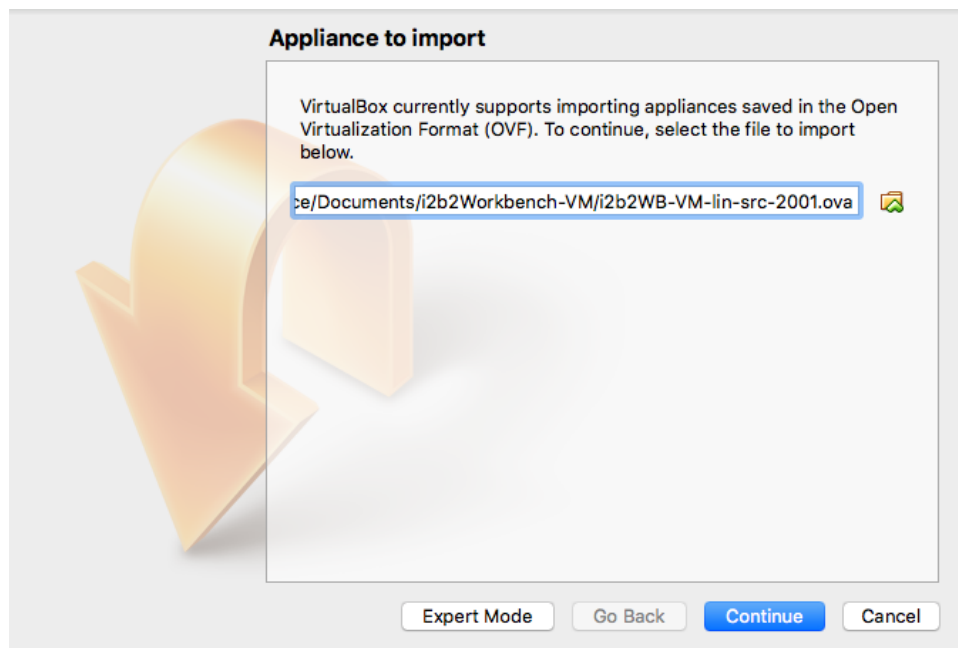 Appliance to import
VirtualBox currently supports importing appliances saved in the Open
Virtualization Format (OVF). To continue, select the file to import
below.
ce/Documents/i2b2Workbench-VM/i2b2WB-VM-lin-src-2001.ova
Expert Mode Go Back Continue Cancel